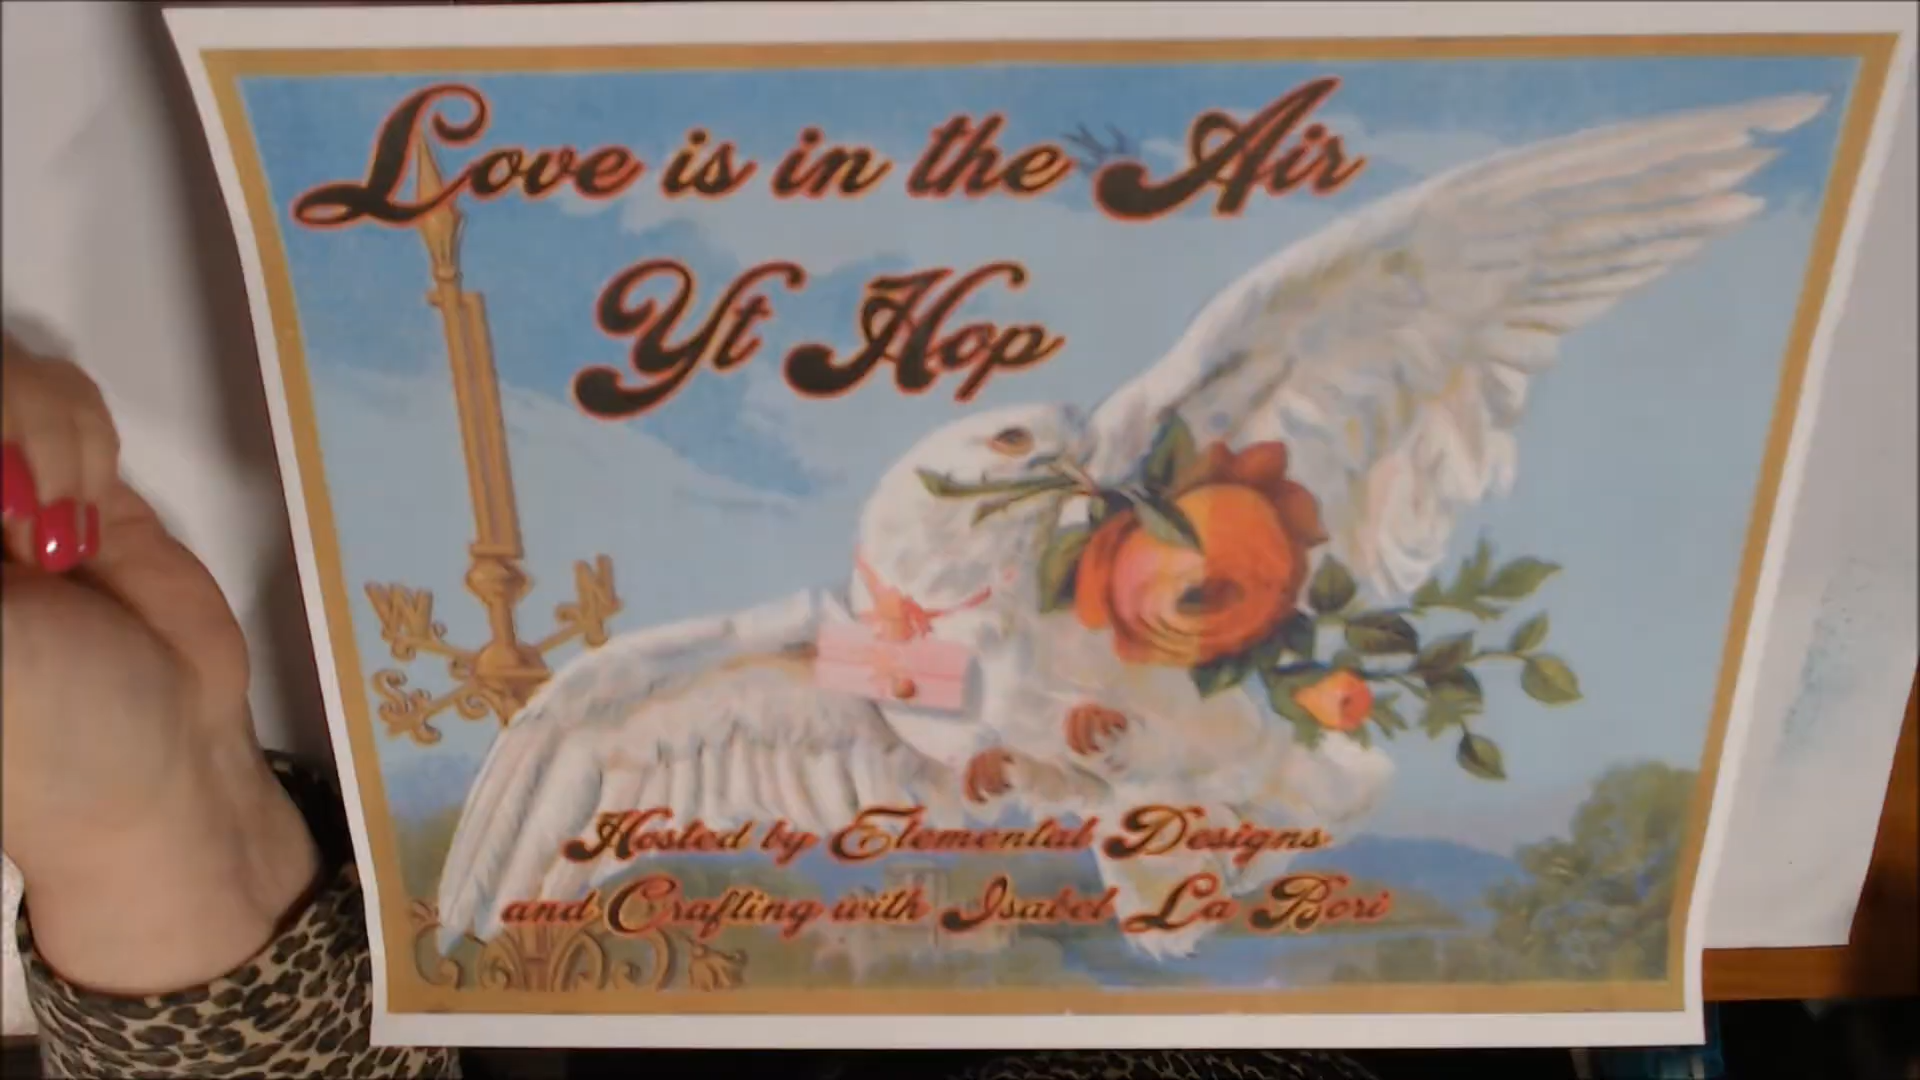 Love is in the Air
Yt Hop
W N
S
Hosted by Elemental Designs
and Crafting with Isabel La Bori